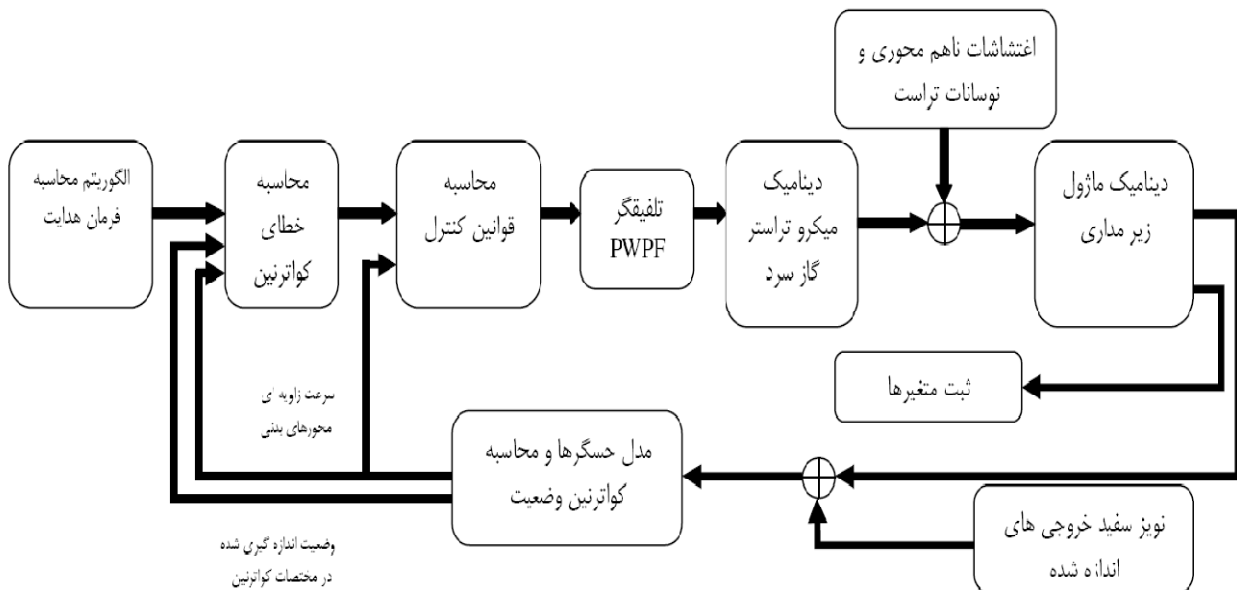 اغتشاشات ناهم محوری و
نوسانات تراست
الگوریتم محاسبه
فرمان هدایت
محاسبه
خطای
کواترنین
محاسبه
قوانین کنترل
تلفیقگر
PWPF
دینامیک
میکرو تراستر
گاز سرد
دینامیک ماژول
زیر مداری
ثبت متغیرها
سرعت زاویه ای
محورهای بدنی
مدل حسگرها و محاسبه
کواترنین وضعیت
نویز سفید خروجی های
اندازه شده
وضعیت اندازه گیری شده
در مختصات کواترنین